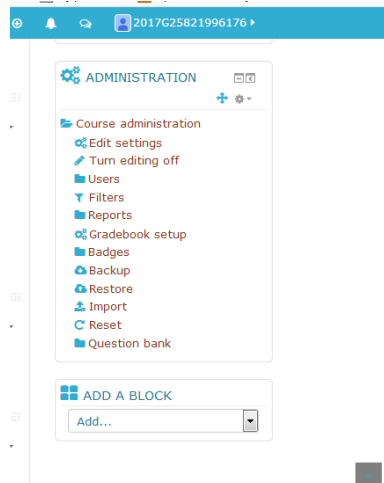 2017G25821996176
ADMINISTRATION
Course administration
Edit settings
Turn editing off
Users
Filters
Reports
Gradebook setup
Badges
Backup
Restore
Import
Reset
Question bank
ADD A BLOCK
Add...